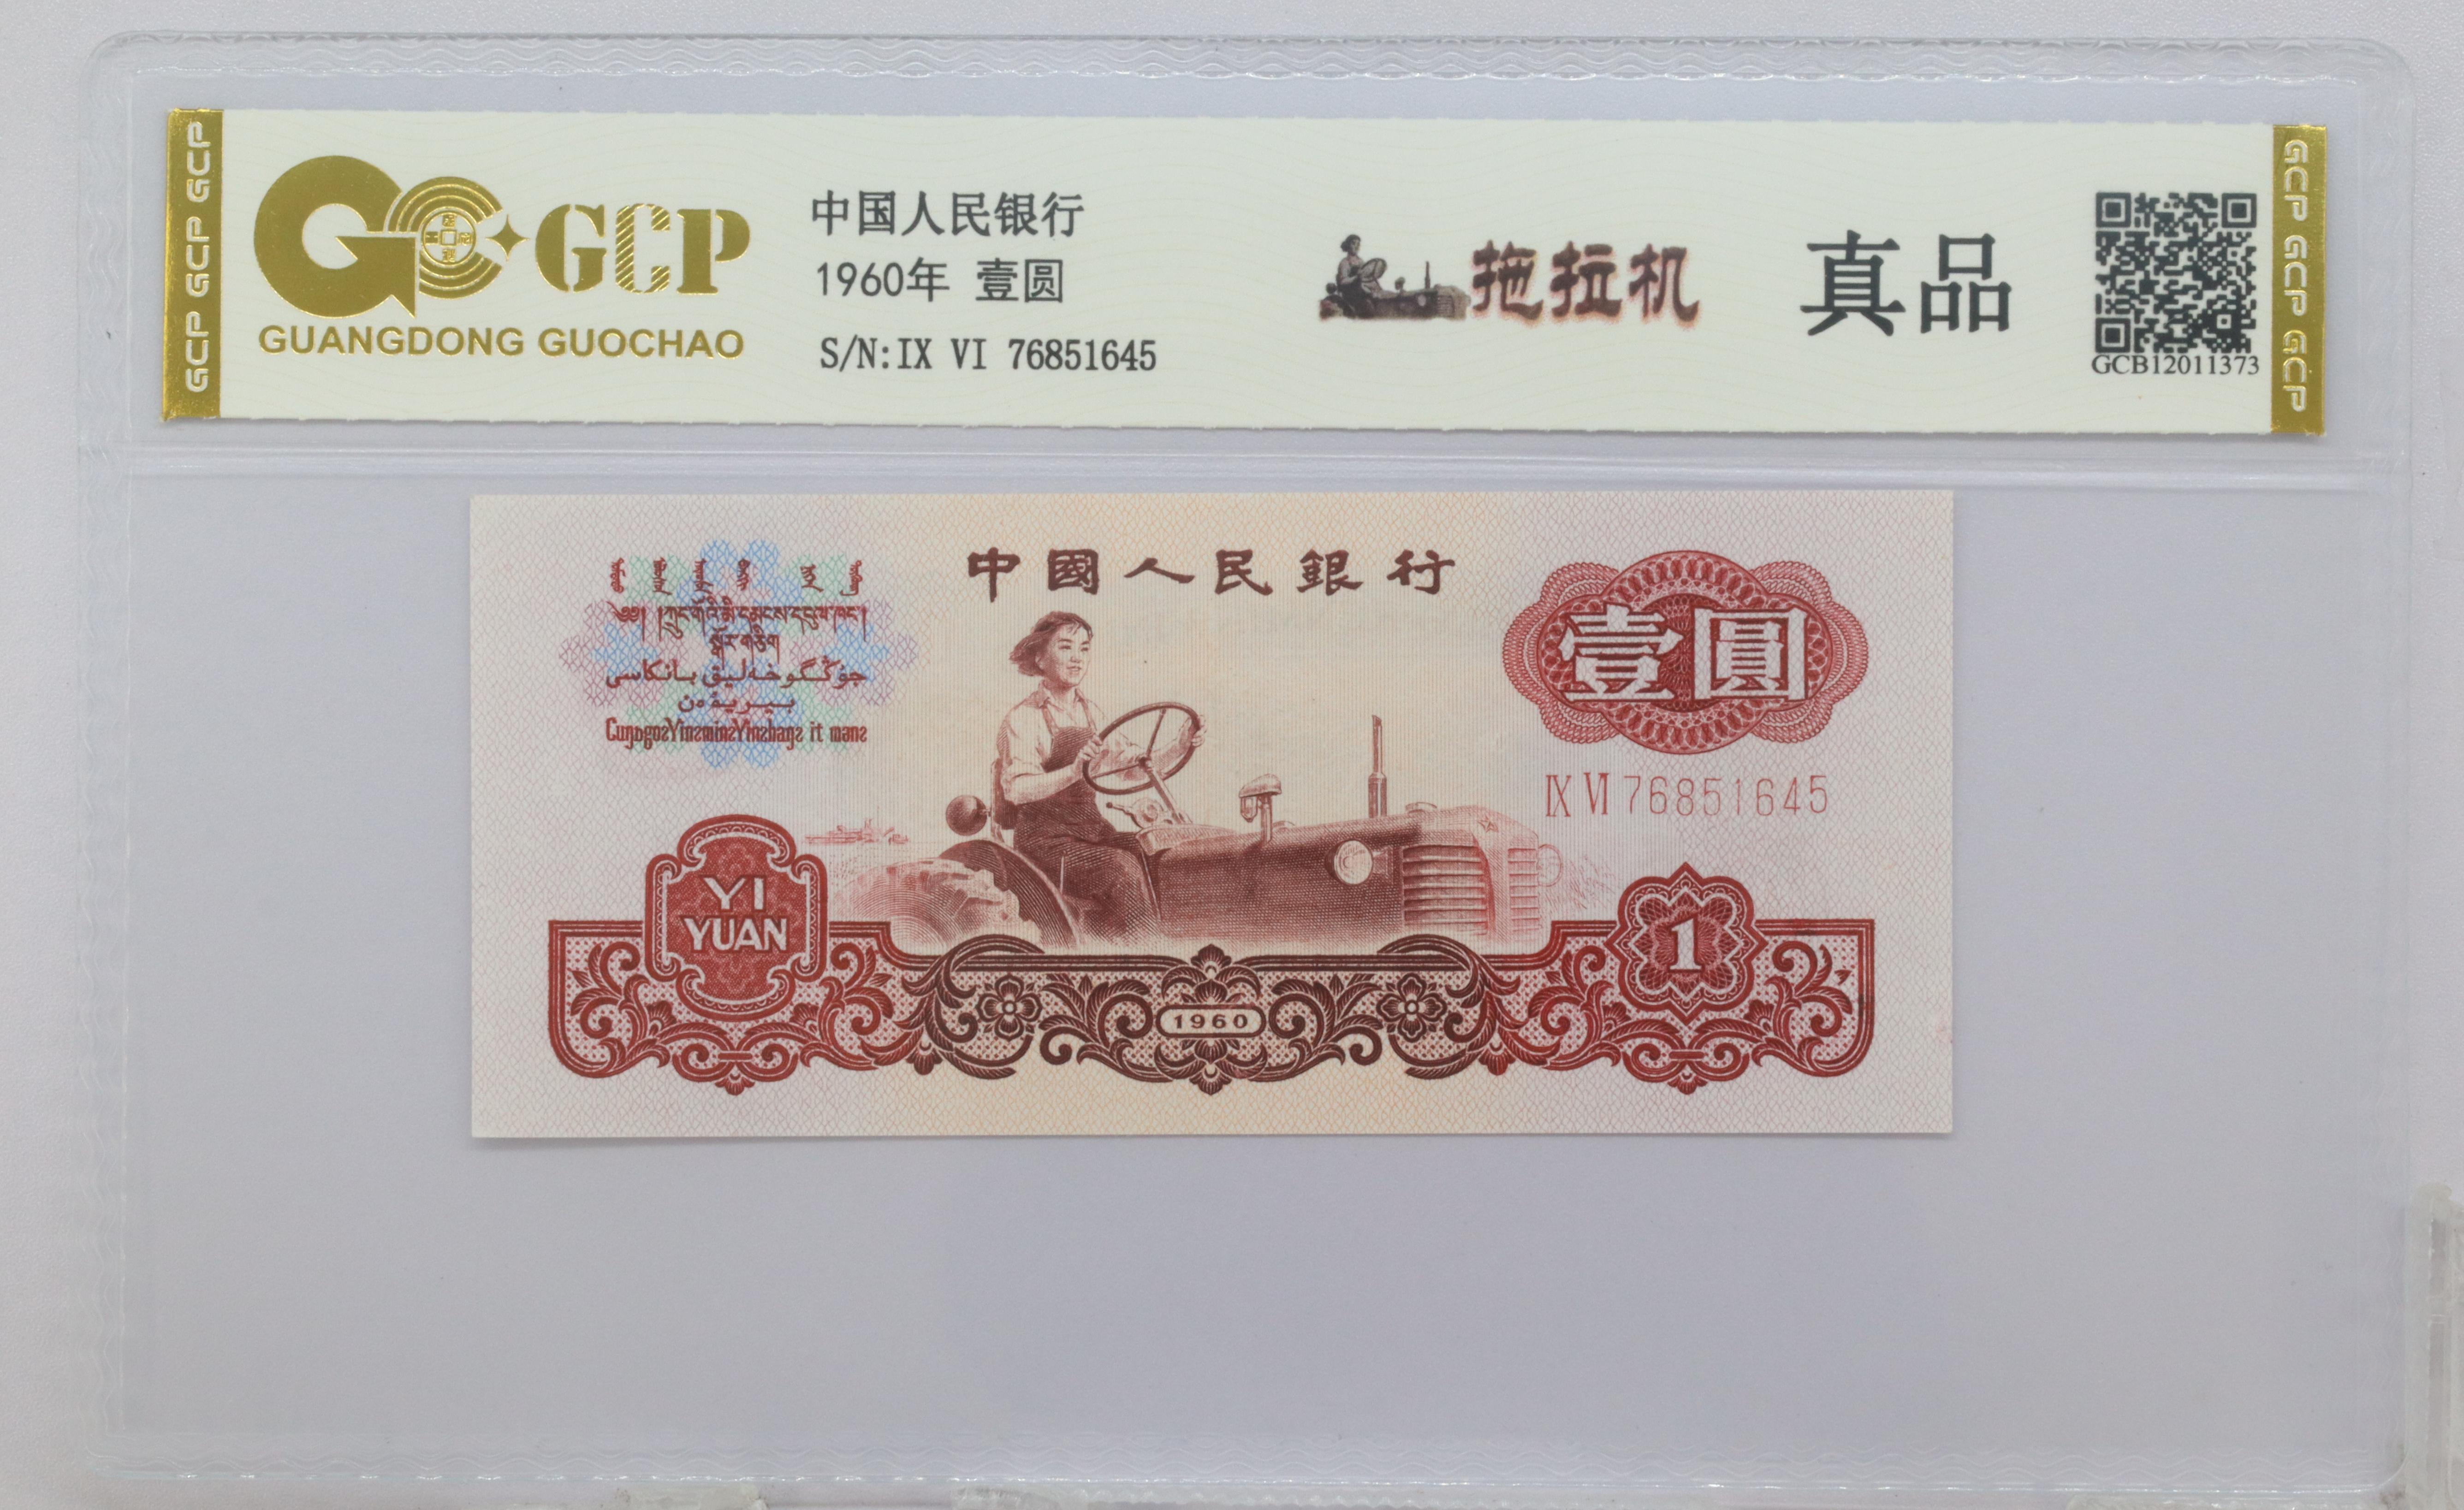 GCP GCP GCP
GCP
GUANGDONG GUOCHAO
中国人民银行
1960年 壹圆
S/N:IX VI 76851645
拖拉机
真品
GCB12011373
GCP GCP GCP
中國人民銀行
壹圓
IX VI 76851645
YI
YUAN
1
1960